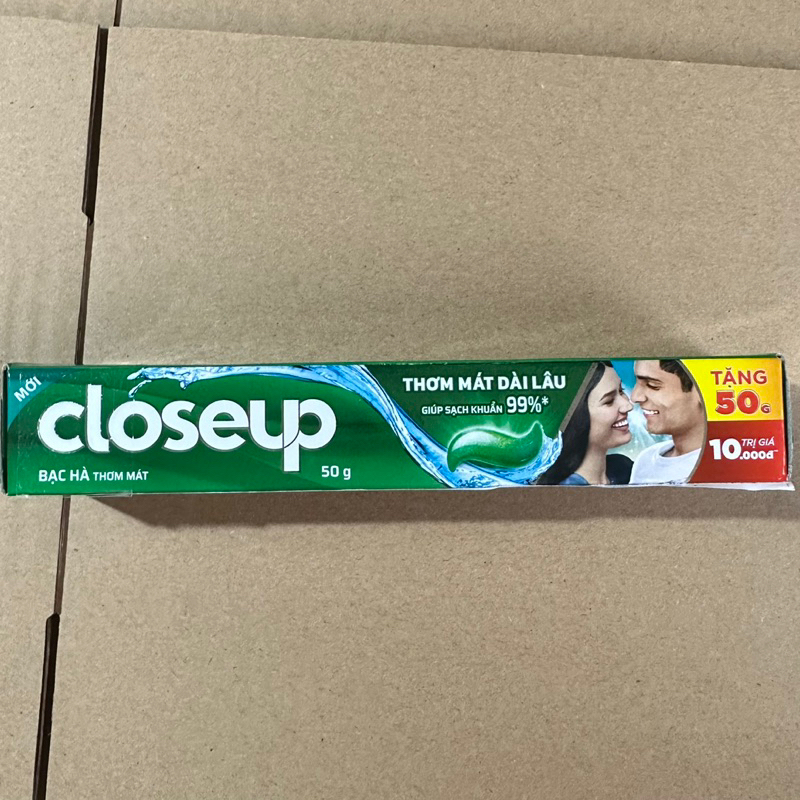 MỚI
closeup
BẠC HÀ THƠM MÁT
50 g
THƠM MÁT DÀI LÂU
GIÚP SẠCH KHUẨN 99%*
TẶNG
50G
10.000đ
TRỊ GIÁ